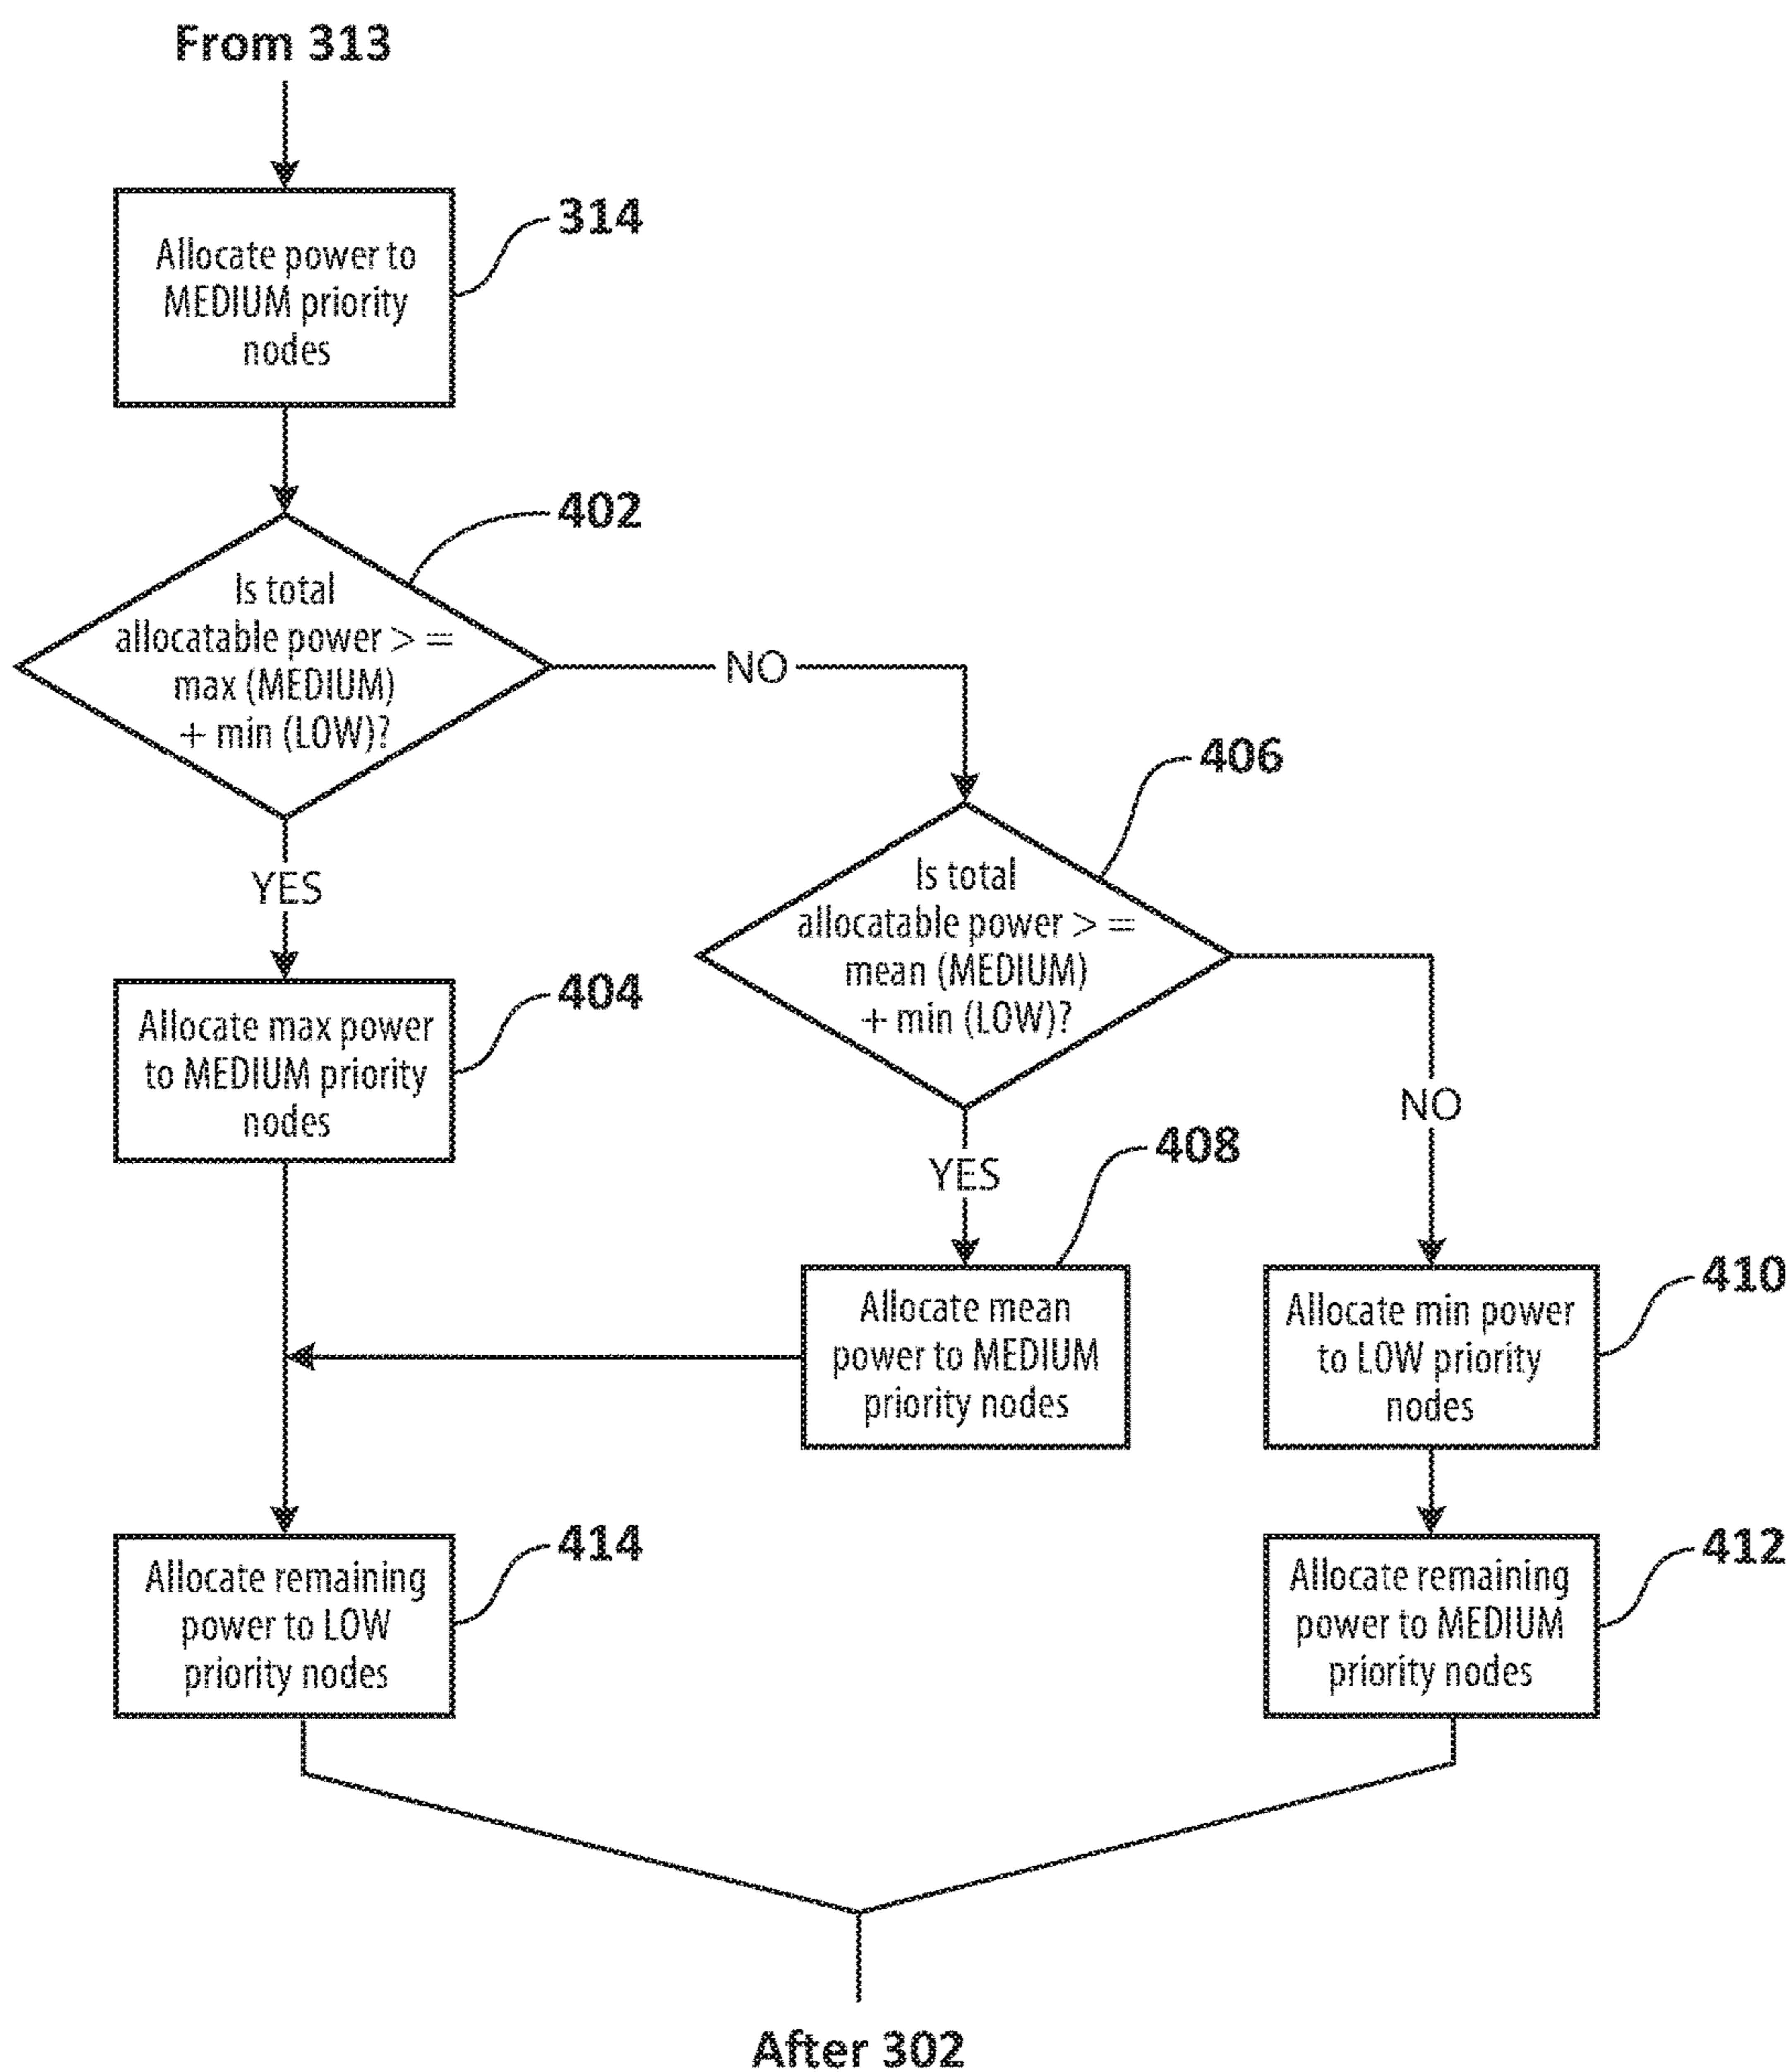 From 313
314
Allocate power to
MEDIUM priority
nodes
402
Is total
allocatable power > =
max (MEDIUM)
+ min (LOW)?
NO
YES
406
Is total
allocatable power > =
mean (MEDIUM)
+ min (LOW)?
404
Allocate max power
to MEDIUM priority
nodes
NO
YES
408
Allocate mean
power to MEDIUM
priority nodes
410
Allocate min power
to LOW priority
nodes
414
Allocate remaining
power to LOW
priority nodes
412
Allocate remaining
power to MEDIUM
priority nodes
After 302